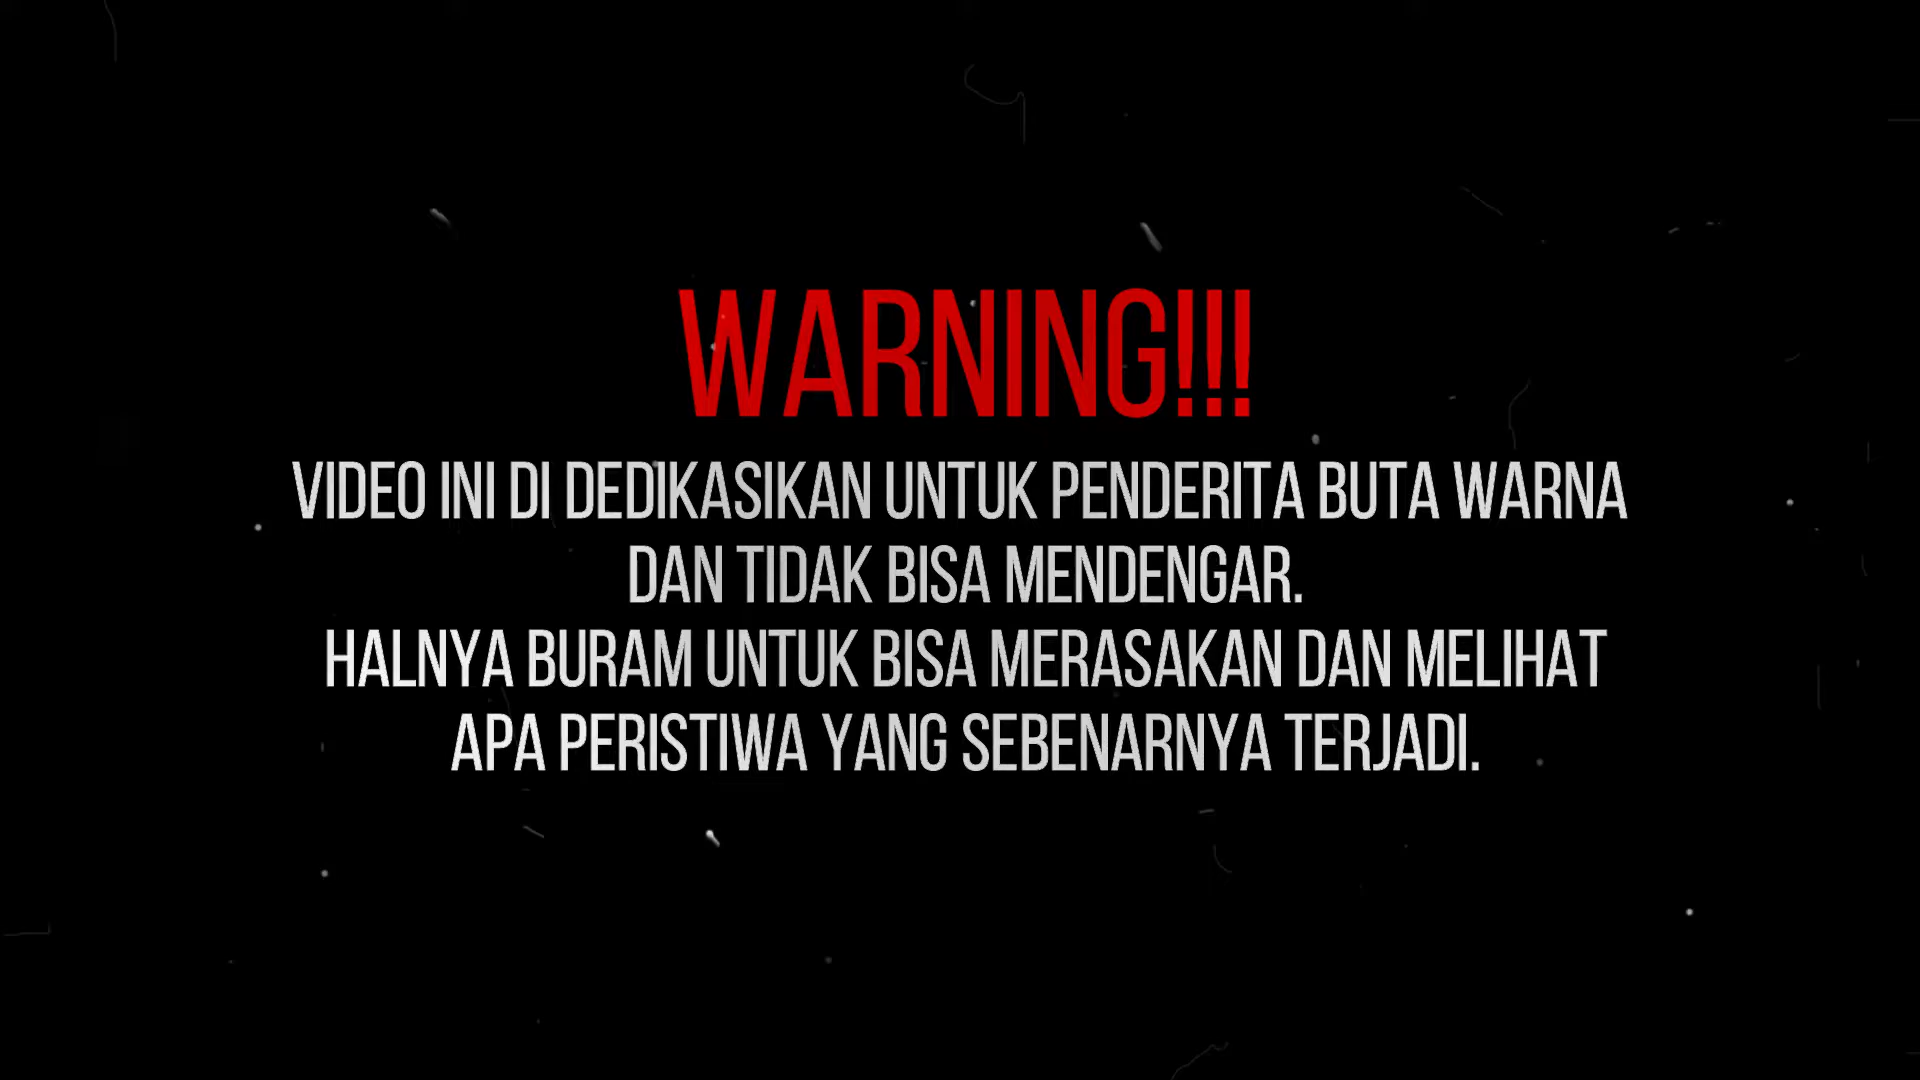 WARNING!!!
VIDEO INI DI DEDIKASIKAN UNTUK PENDERITA BUTA WARNA
DAN TIDAK BISA MENDENGAR.
HALNYA BURAM UNTUK BISA MERASAKAN DAN MELIHAT
APA PERISTIWA YANG SEBENARNYA TERJADI.